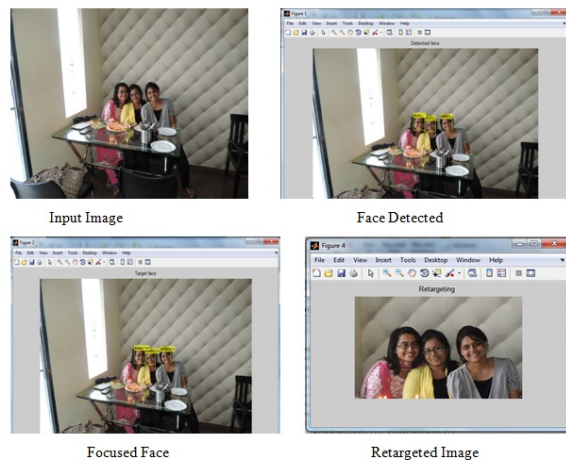 Figure 1
File Edit View Insert Tools Desktop Window Help
Detected face
Input Image
Face Detected
Figure 2
File Edit View Insert Tools Desktop Window Help
Target face
Figure 4
File Edit View Insert Tools Desktop Window Help
Retargeting
Focused Face
Retargeted Image